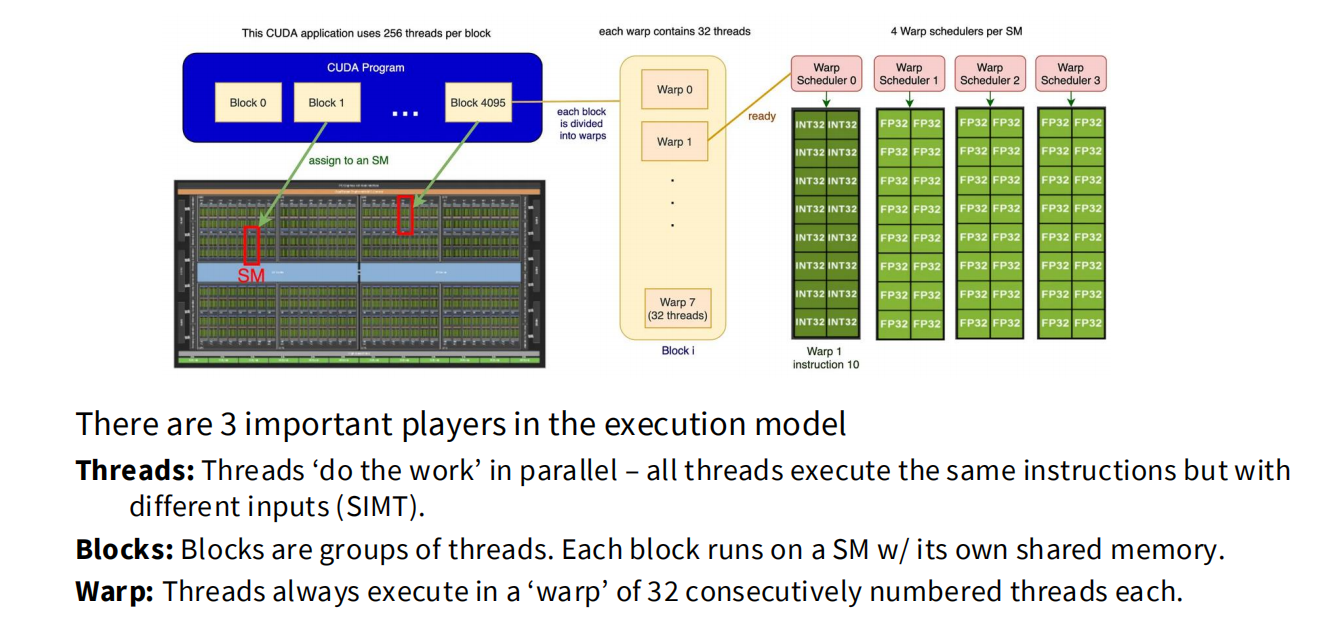 This CUDA application uses 256 threads per block
each warp contains 32 threads
4 Warp schedulers per SM
CUDA Program
Block 0
Block 1
...
Block 4095
assign to an SM
SM
each block
is divided
into warps
Warp 0
Warp 1
.
.
.
Warp 7
(32 threads)
Block i
ready
Warp
Scheduler 0
Warp
Scheduler 1
Warp
Scheduler 2
Warp
Scheduler 3
INT32 INT32 FP32 FP32 FP32 FP32 FP32 FP32
INT32 INT32 FP32 FP32 FP32 FP32 FP32 FP32
INT32 INT32 FP32 FP32 FP32 FP32 FP32 FP32
INT32 INT32 FP32 FP32 FP32 FP32 FP32 FP32
INT32 INT32 FP32 FP32 FP32 FP32 FP32 FP32
INT32 INT32 FP32 FP32 FP32 FP32 FP32 FP32
INT32 INT32 FP32 FP32 FP32 FP32 FP32 FP32
INT32 INT32 FP32 FP32 FP32 FP32 FP32 FP32
Warp 1
instruction 10
There are 3 important players in the execution model
Threads: Threads ‘do the work’ in parallel – all threads execute the same instructions but with
different inputs (SIMT).
Blocks: Blocks are groups of threads. Each block runs on a SM w/ its own shared memory.
Warp: Threads always execute in a ‘warp’ of 32 consecutively numbered threads each.